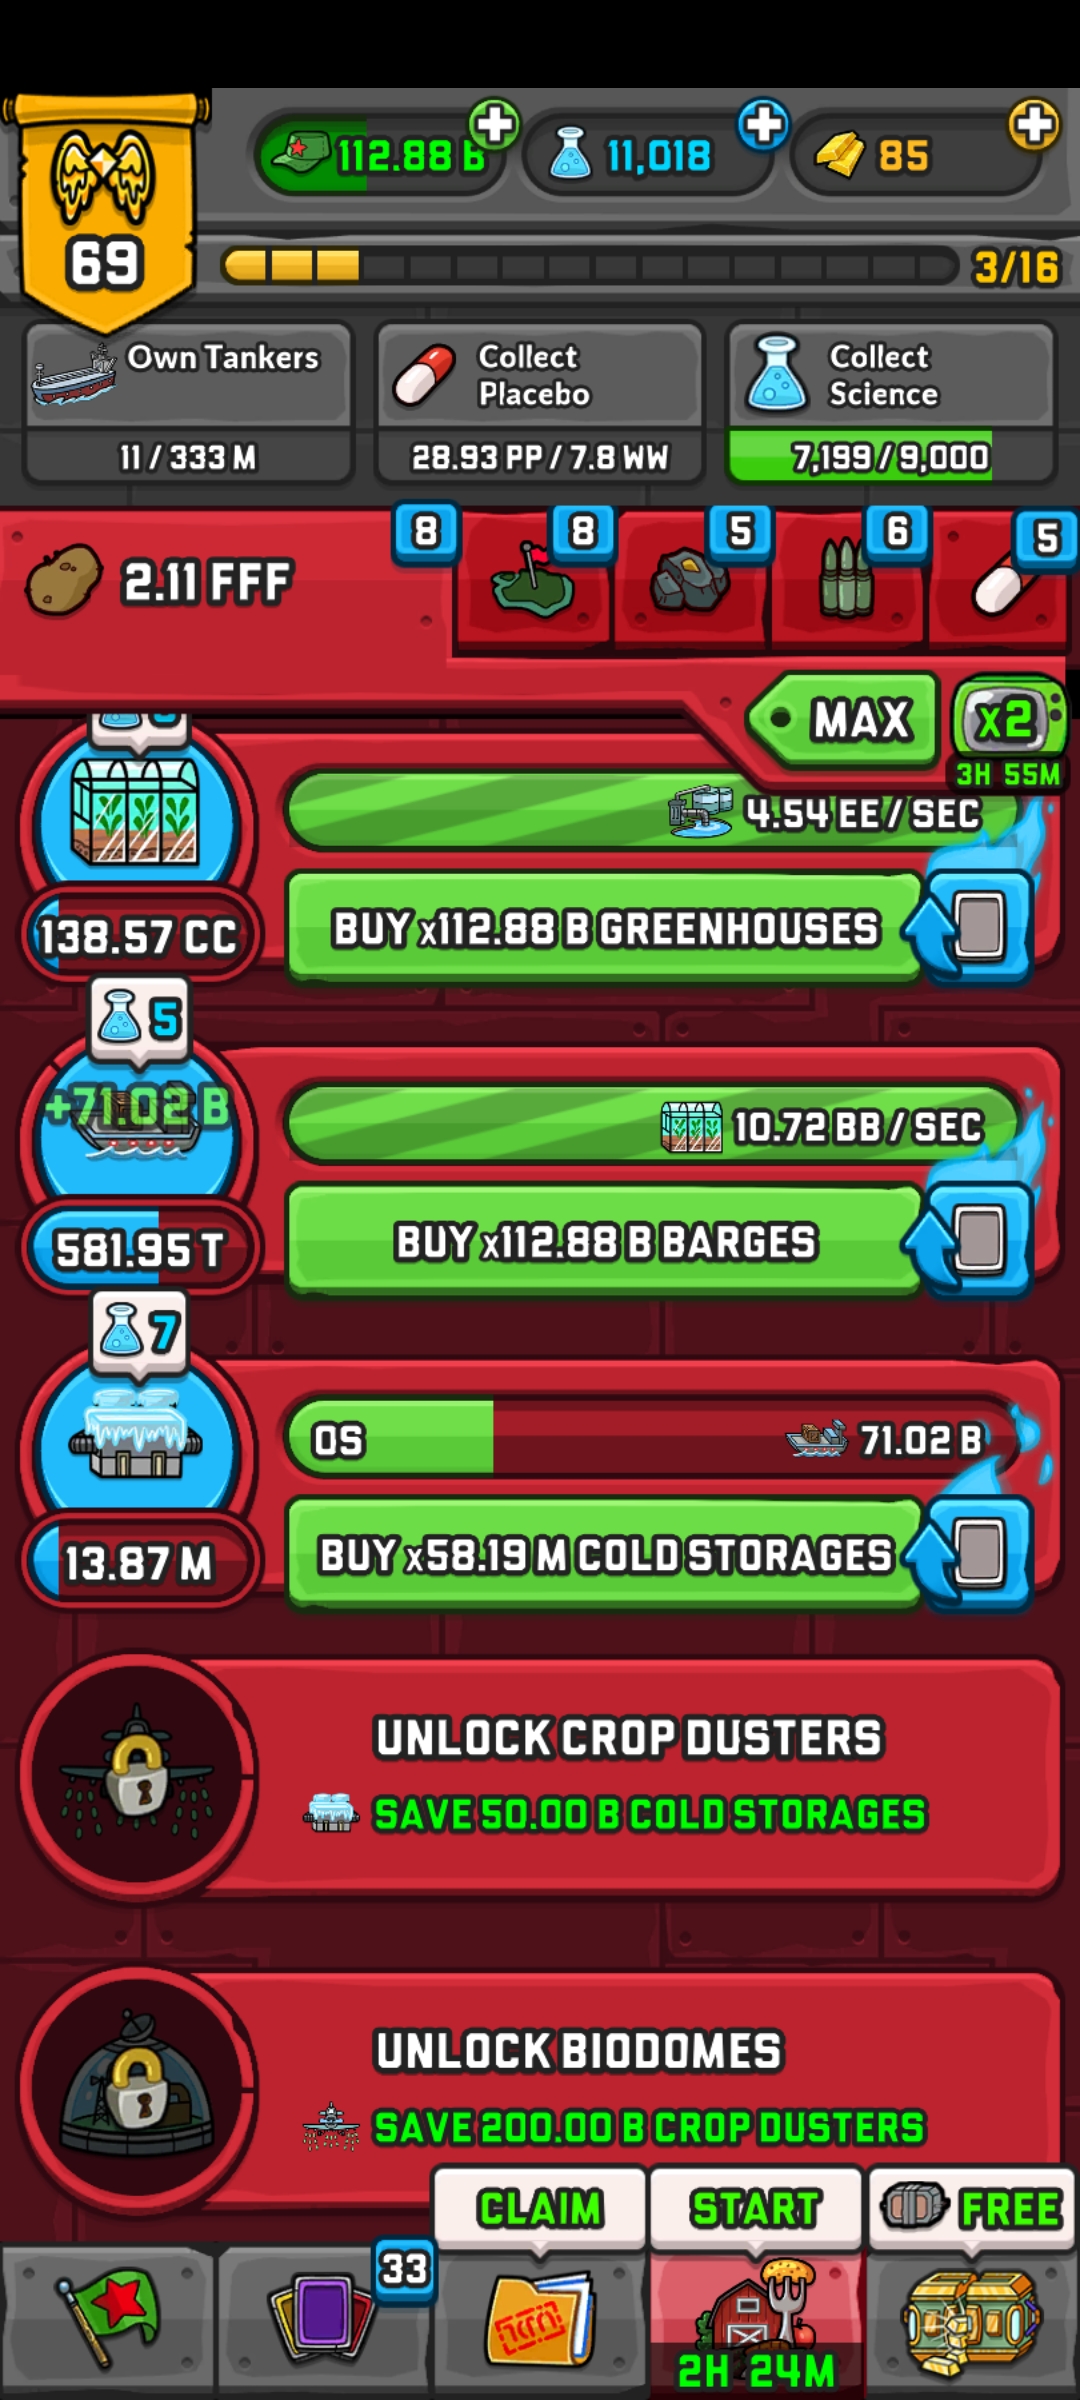 112.88 B
11,018
85
69
3/16
Own Tankers
Collect
Placebo
Collect
Science
11 / 333 M
28.93 PP / 7.8 WW
7,199 / 9,000
2.11 FFF
8
8
5
6
5
MAX
x2
3H 55M
4.54 EE / SEC
BUY x112.88 B GREENHOUSES
138.57 CC
5
+71.02 B
10.72 BB / SEC
BUY x112.88 B BARGES
581.95 T
7
0S
71.02 B
BUY x58.19 M COLD STORAGES
13.87 M
UNLOCK CROP DUSTERS
SAVE 50.00 B COLD STORAGES
UNLOCK BIODOMES
SAVE 200.00 B CROP DUSTERS
CLAIM
START
FREE
33
2H 24M